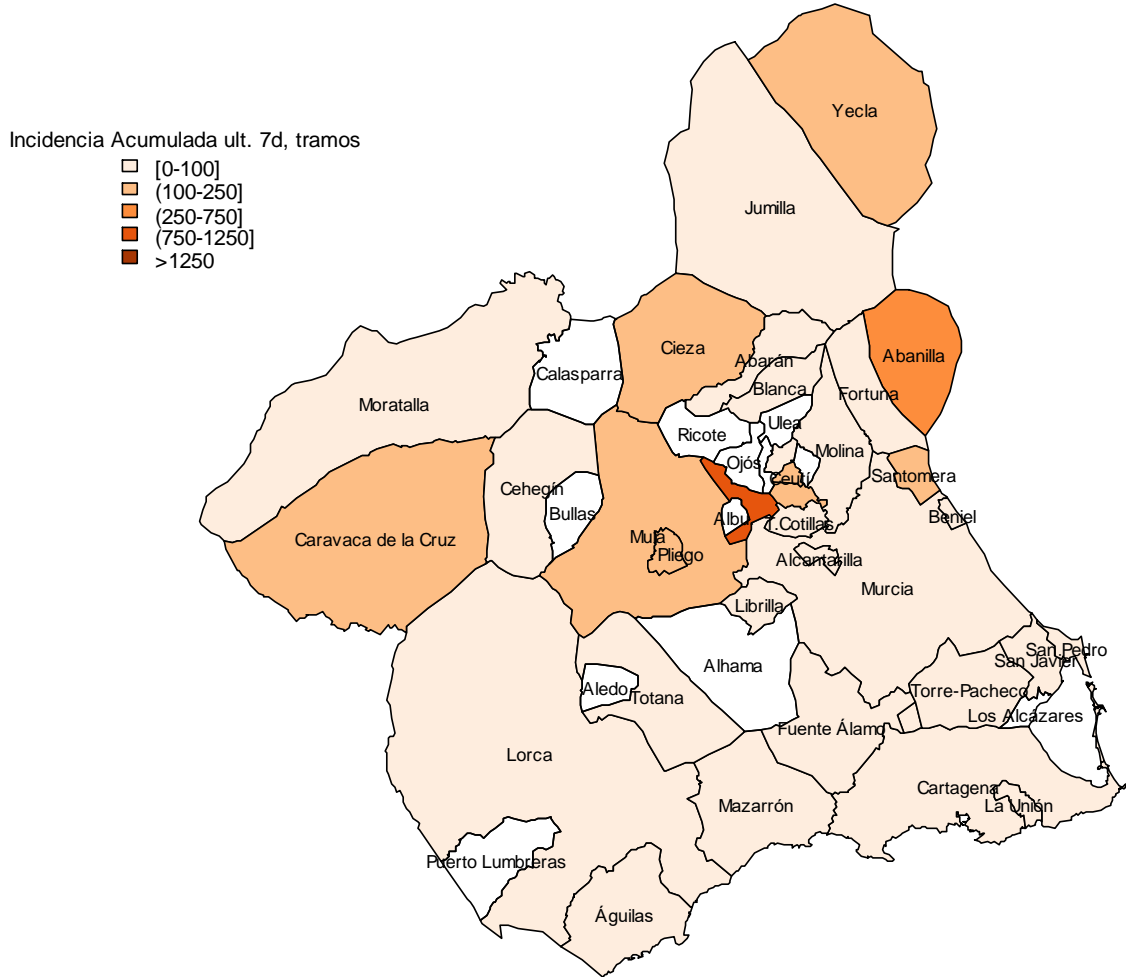 Incidencia Acumulada ult. 7d, tramos
[0-100]
(100-250]
(250-750]
(750-1250]
>1250
Yecla
Jumilla
Cieza
Abarán
Abanilla
Calasparra
Blanca
Fortuna
Moratalla
Ulea
Ricote
Molina
Ojós
Ceutí
Santomera
Cehegín
Bullas
Albu
T.Cotillas
Beniel
Caravaca de la Cruz
Mula
Pliego
Alcantarilla
Murcia
Librilla
San Pedro
San Javier
Alhama
Aledo
Totana
Torre-Pacheco
Los Alcázares
Fuente Álamo
Lorca
Cartagena
Mazarrón
La Unión
Puerto Lumbreras
Águilas